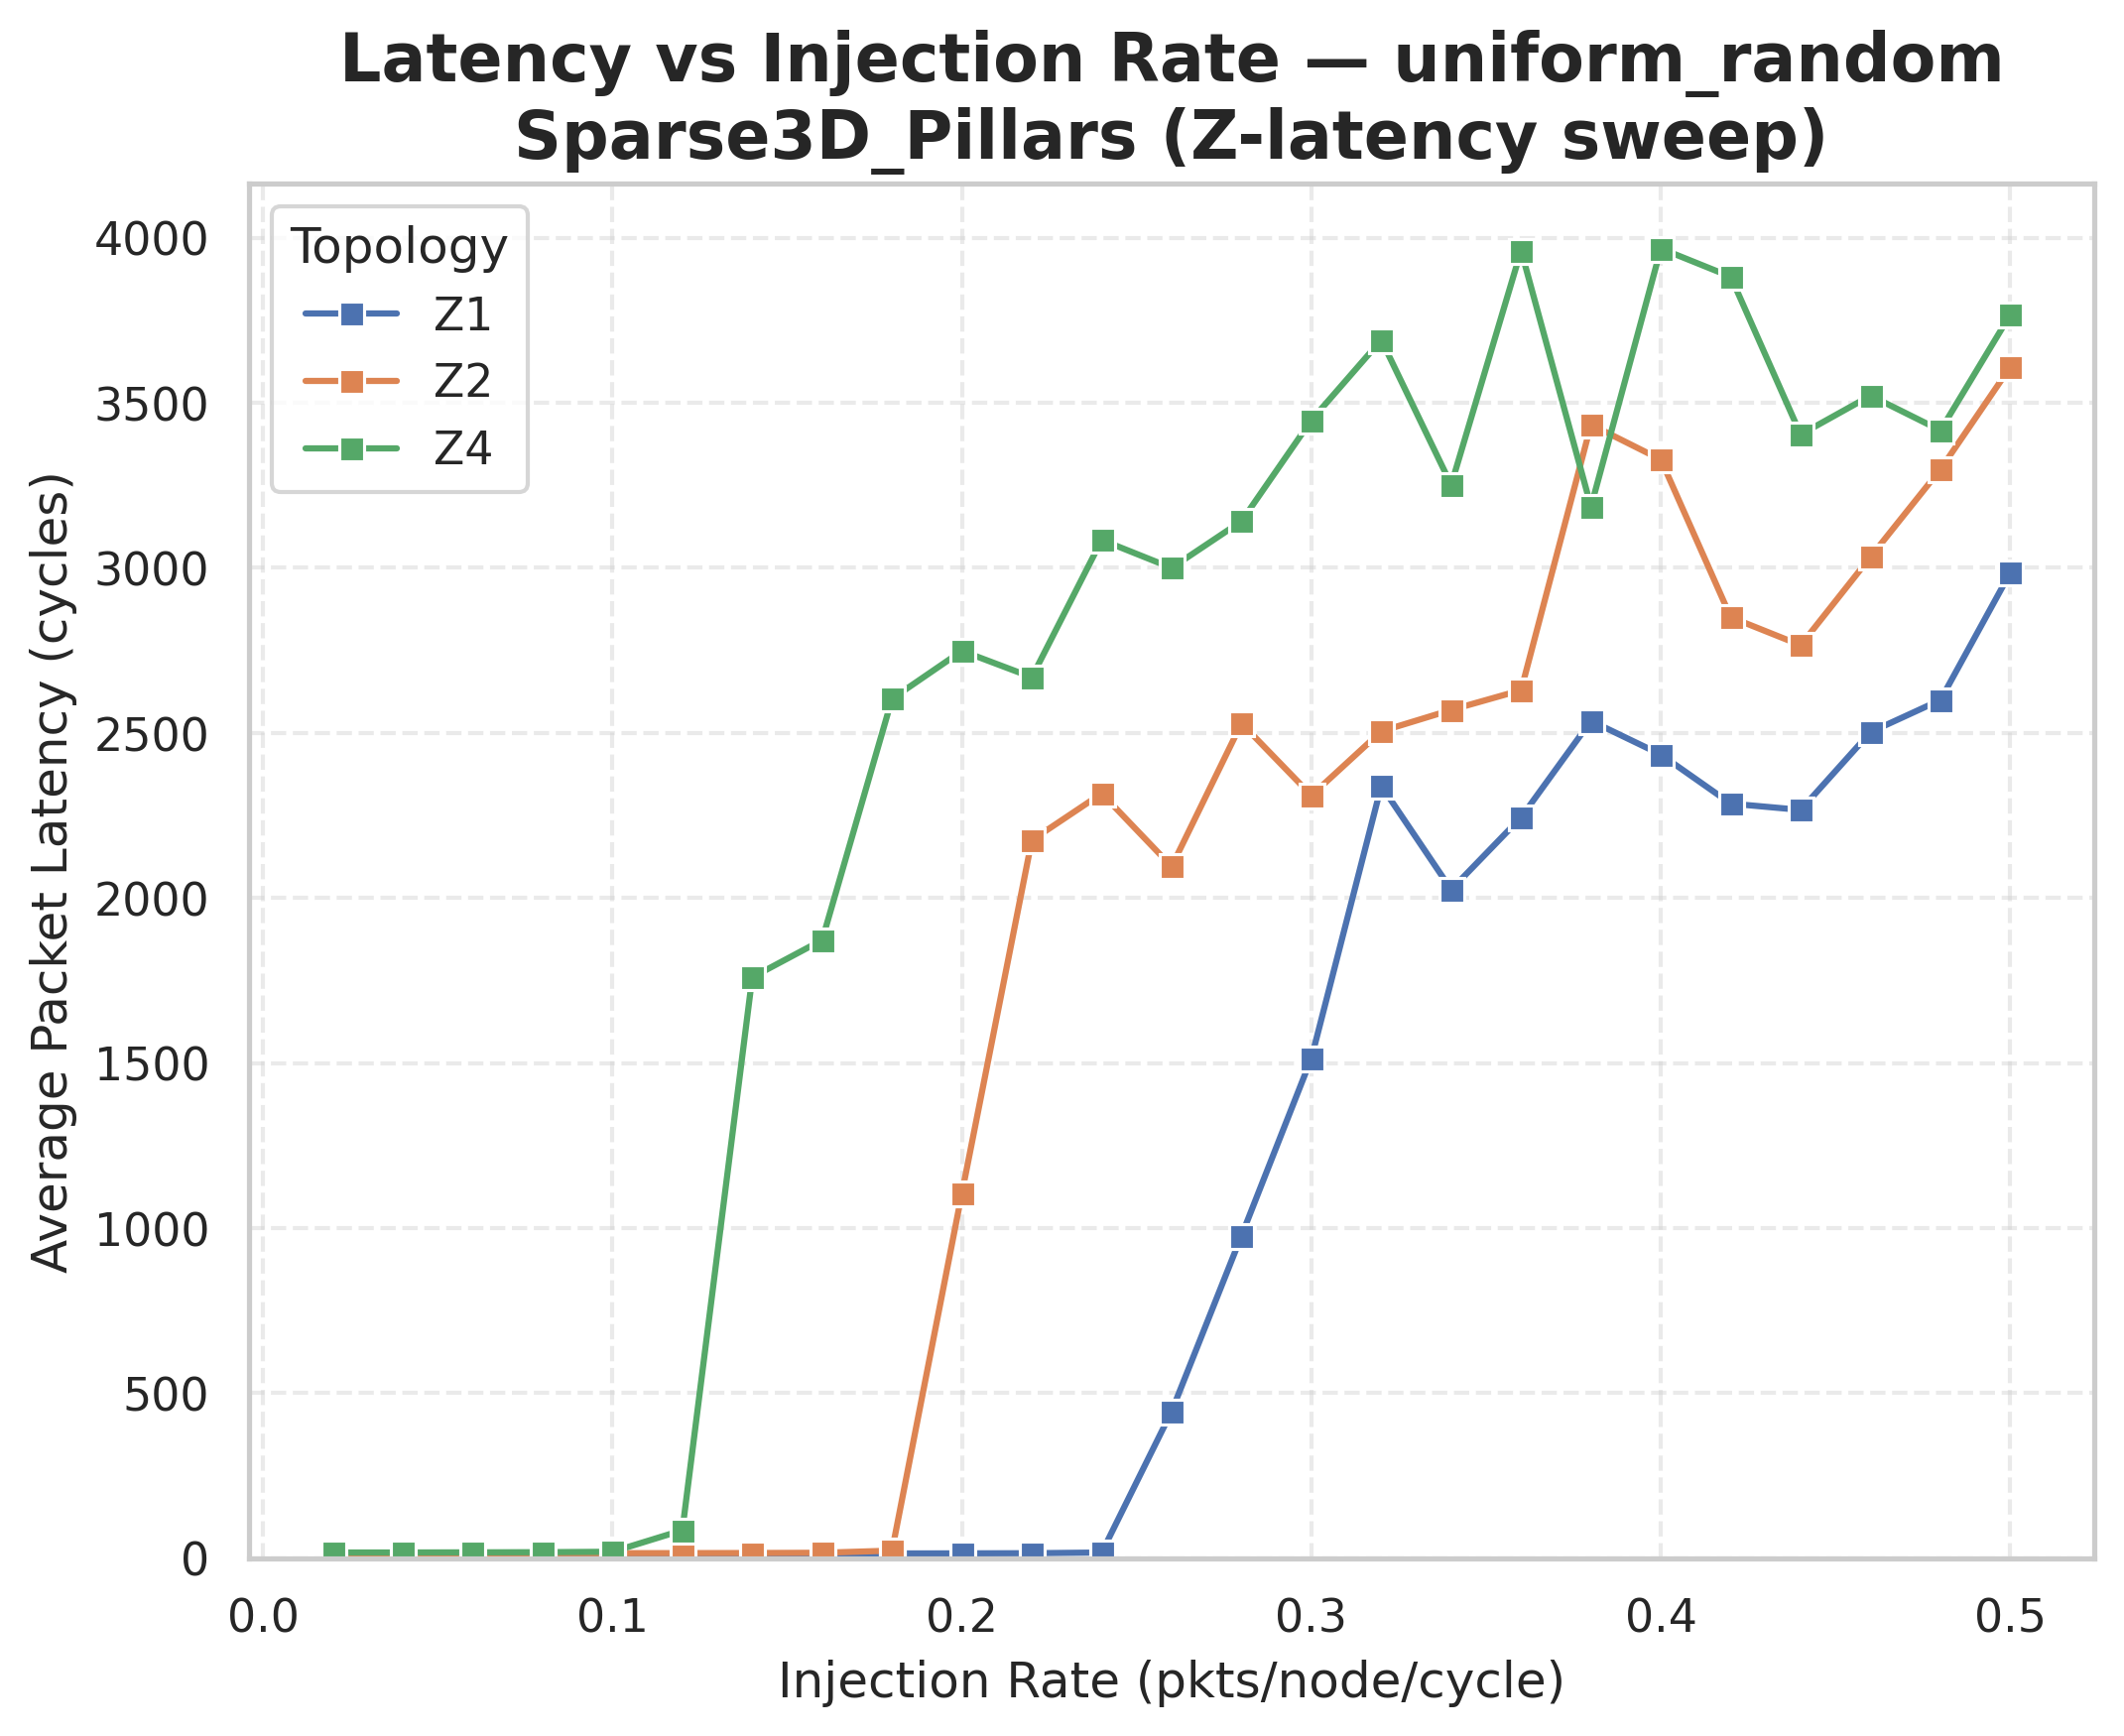 Latency vs Injection Rate — uniform_random
Sparse3D_Pillars (Z-latency sweep)
Topology
Z1
Z2
Z4
Average Packet Latency (cycles)
4000
3500
3000
2500
2000
1500
1000
500
0
0.0 0.1 0.2 0.3 0.4 0.5
Injection Rate (pkts/node/cycle)